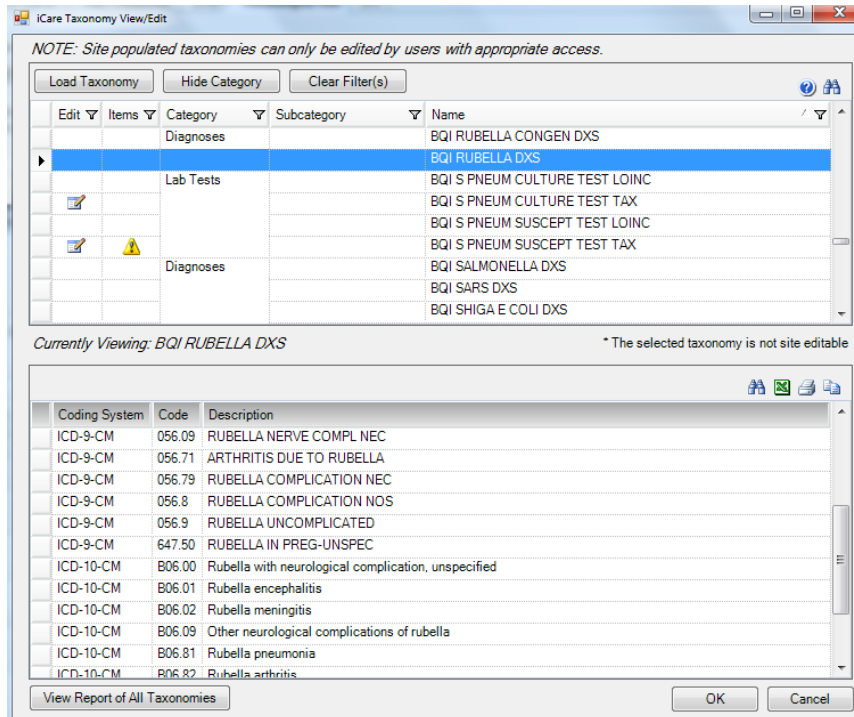 iCare Taxonomy View/Edit
NOTE: Site populated taxonomies can only be edited by users with appropriate access.
Load Taxonomy Hide Category Clear Filter(s)
Edit Items Category Subcategory Name
Diagnoses BQI RUBELLA CONGEN DXS
BQI RUBELLA DXS
Lab Tests BQI S PNEUM CULTURE TEST LOINC
BQI S PNEUM CULTURE TEST TAX
BQI S PNEUM SUSCEPT TEST LOINC
BQI S PNEUM SUSCEPT TEST TAX
Diagnoses BQI SALMONELLA DXS
BQI SARS DXS
BQI SHIGA E COLI DXS
Currently Viewing: BQI RUBELLA DXS * The selected taxonomy is not site editable
Coding System Code Description
ICD-9-CM 056.09 RUBELLA NERVE COMPL NEC
ICD-9-CM 056.71 ARTHRITIS DUE TO RUBELLA
ICD-9-CM 056.79 RUBELLA COMPLICATION NEC
ICD-9-CM 056.8 RUBELLA COMPLICATION NOS
ICD-9-CM 056.9 RUBELLA UNCOMPLICATED
ICD-9-CM 647.50 RUBELLA IN PREG-UNSPEC
ICD-10-CM B06.00 Rubella with neurological complication, unspecified
ICD-10-CM B06.01 Rubella encephalitis
ICD-10-CM B06.02 Rubella meningitis
ICD-10-CM B06.09 Other neurological complications of rubella
ICD-10-CM B06.81 Rubella pneumonia
ICD-10-CM B06.82 Rubella arthritis
View Report of All Taxonomies OK Cancel